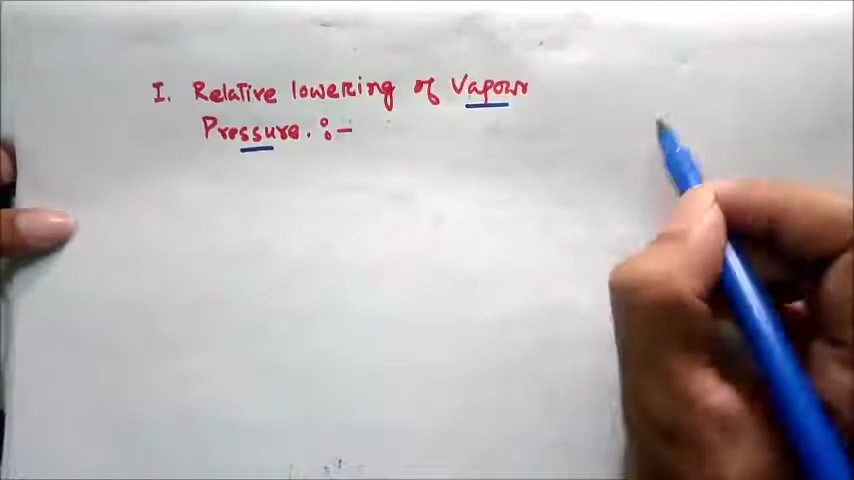 I. Relative lowering of Vapour
Pressure. :-